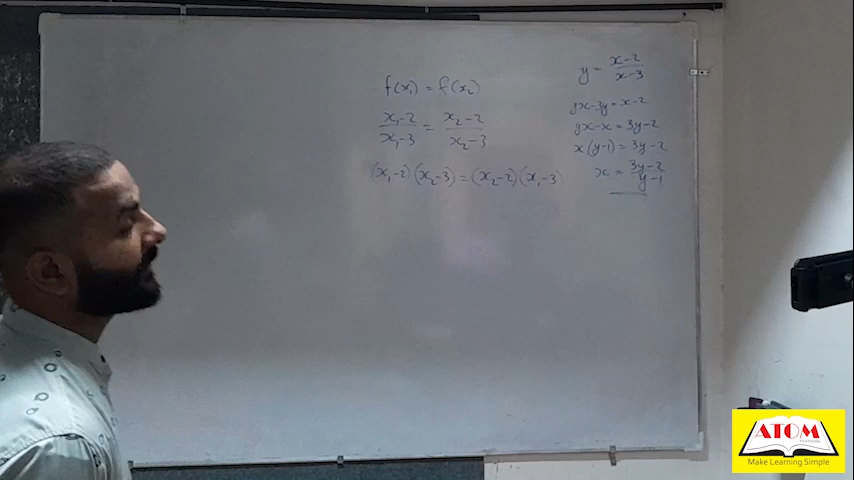 f(x₁) = f(x₂)
x₁-2/x₁-3 = x₂-2/x₂-3
(x₁-2)(x₂-3) = (x₂-2)(x₁-3)
y = x-2/x-3
yx-3y = x-2
yx-x = 3y-2
x(y-1) = 3y-2
x = 3y-2/y-1
ATOM
Make Learning Simple